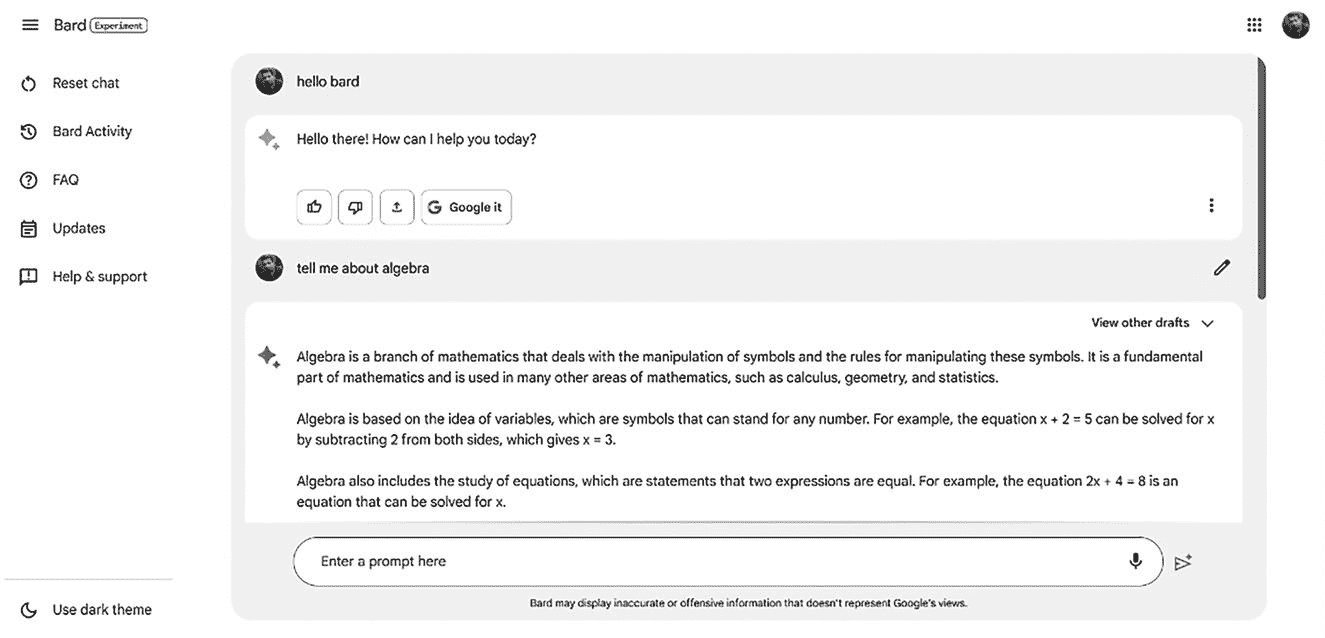 Bard Experiment
Reset chat
Bard Activity
FAQ
Updates
Help & support
Use dark theme
hello bard
Hello there! How can I help you today?
Google it
tell me about algebra
View other drafts
Algebra is a branch of mathematics that deals with the manipulation of symbols and the rules for manipulating these symbols. It is a fundamental
part of mathematics and is used in many other areas of mathematics, such as calculus, geometry, and statistics.
Algebra is based on the idea of variables, which are symbols that can stand for any number. For example, the equation x + 2 = 5 can be solved for x
by subtracting 2 from both sides, which gives x = 3.
Algebra also includes the study of equations, which are statements that two expressions are equal. For example, the equation 2x + 4 = 8 is an
equation that can be solved for x.
Enter a prompt here
Bard may display inaccurate or offensive information that doesn't represent Google's views.